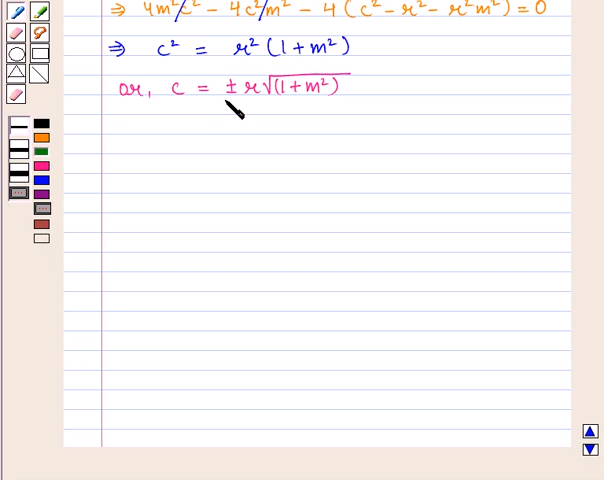 ⇒ 4m²c² - 4c²m² - 4 (c² - r² - r²m²) = 0
⇒ c² = r² (1 + m²)
or, c = ± r√(1 + m²)